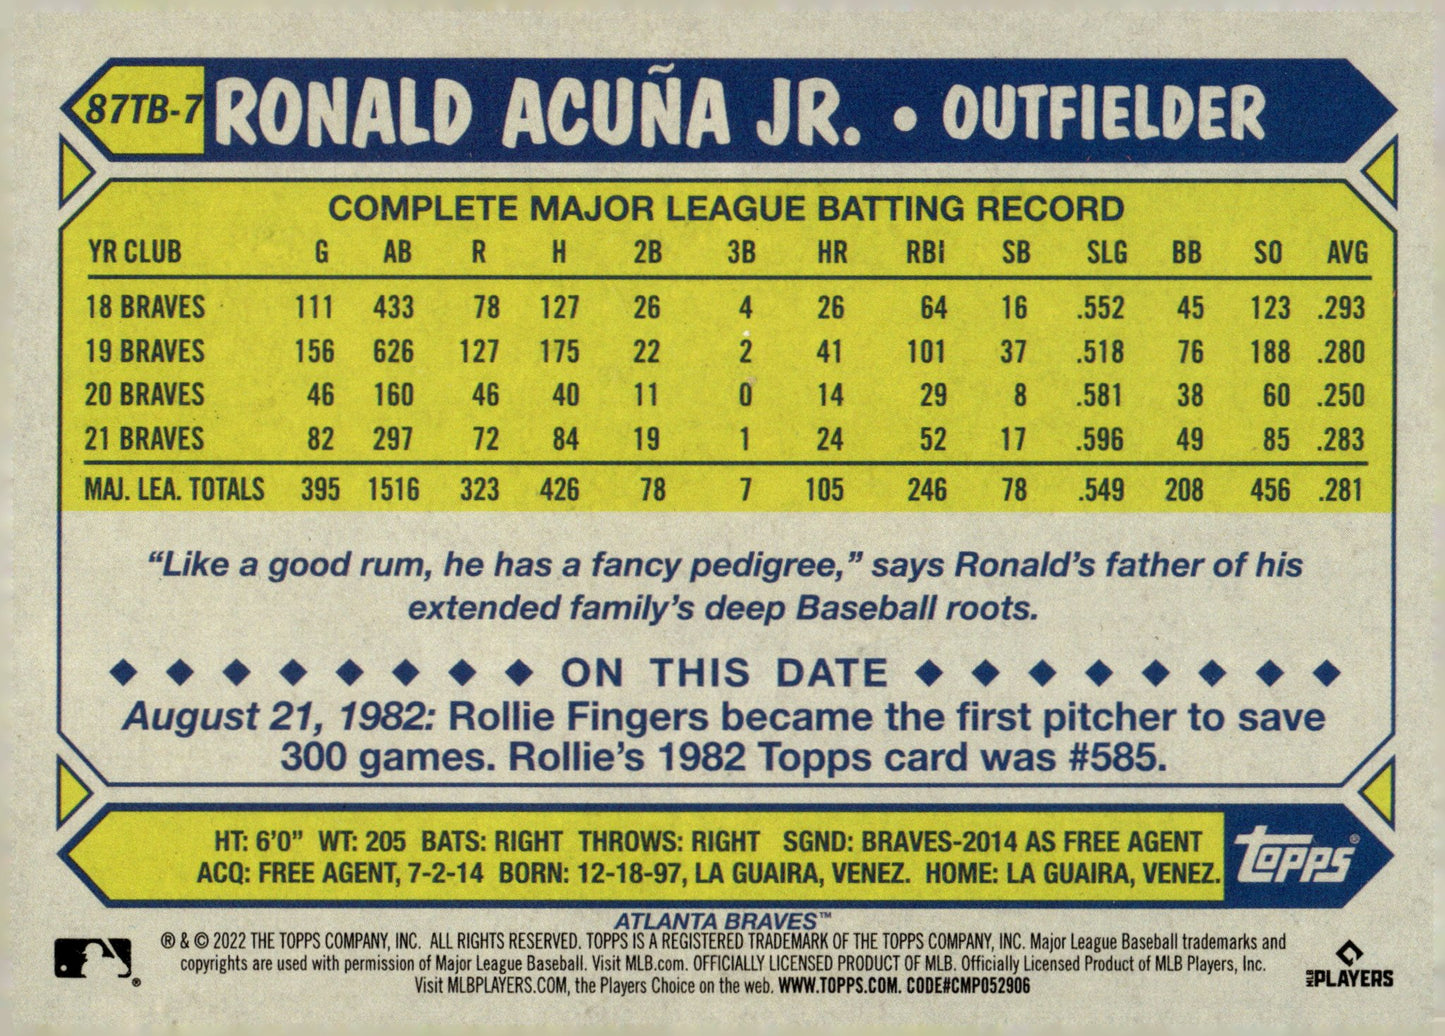 87TB-7 RONALD ACUÑA JR. • OUTFIELDER
COMPLETE MAJOR LEAGUE BATTING RECORD
YR CLUB G AB R H 2B 3B HR RBI SB SLG BB SO AVG
18 BRAVES 111 433 78 127 26 4 26 64 16 .552 45 123 .293
19 BRAVES 156 626 127 175 22 2 41 101 37 .518 76 188 .280
20 BRAVES 46 160 46 40 11 0 14 29 8 .581 38 60 .250
21 BRAVES 82 297 72 84 19 1 24 52 17 .596 49 85 .283
MAJ. LEA. TOTALS 395 1516 323 426 78 7 105 246 78 .549 208 456 .281
“Like a good rum, he has a fancy pedigree,” says Ronald’s father of his
extended family’s deep Baseball roots.
ON THIS DATE
August 21, 1982: Rollie Fingers became the first pitcher to save
300 games. Rollie’s 1982 Topps card was #585.
HT: 6’0” WT: 205 BATS: RIGHT THROWS: RIGHT SGND: BRAVES-2014 AS FREE AGENT
ACQ: FREE AGENT, 7-2-14 BORN: 12-18-97, LA GUAIRA, VENEZ. HOME: LA GUAIRA, VENEZ.
Topps®
ATLANTA BRAVES™
® & © 2022 THE TOPPS COMPANY, INC. ALL RIGHTS RESERVED. TOPPS IS A REGISTERED TRADEMARK OF THE TOPPS COMPANY, INC. Major League Baseball trademarks and
copyrights are used with permission of Major League Baseball. Visit MLB.com. OFFICIALLY LICENSED PRODUCT OF MLB. Officially Licensed Product of MLB Players, Inc.
Visit MLBPLAYERS.COM, the Players Choice on the web. WWW.TOPPS.COM. CODE#CMP052906
®
MLB PLAYERS